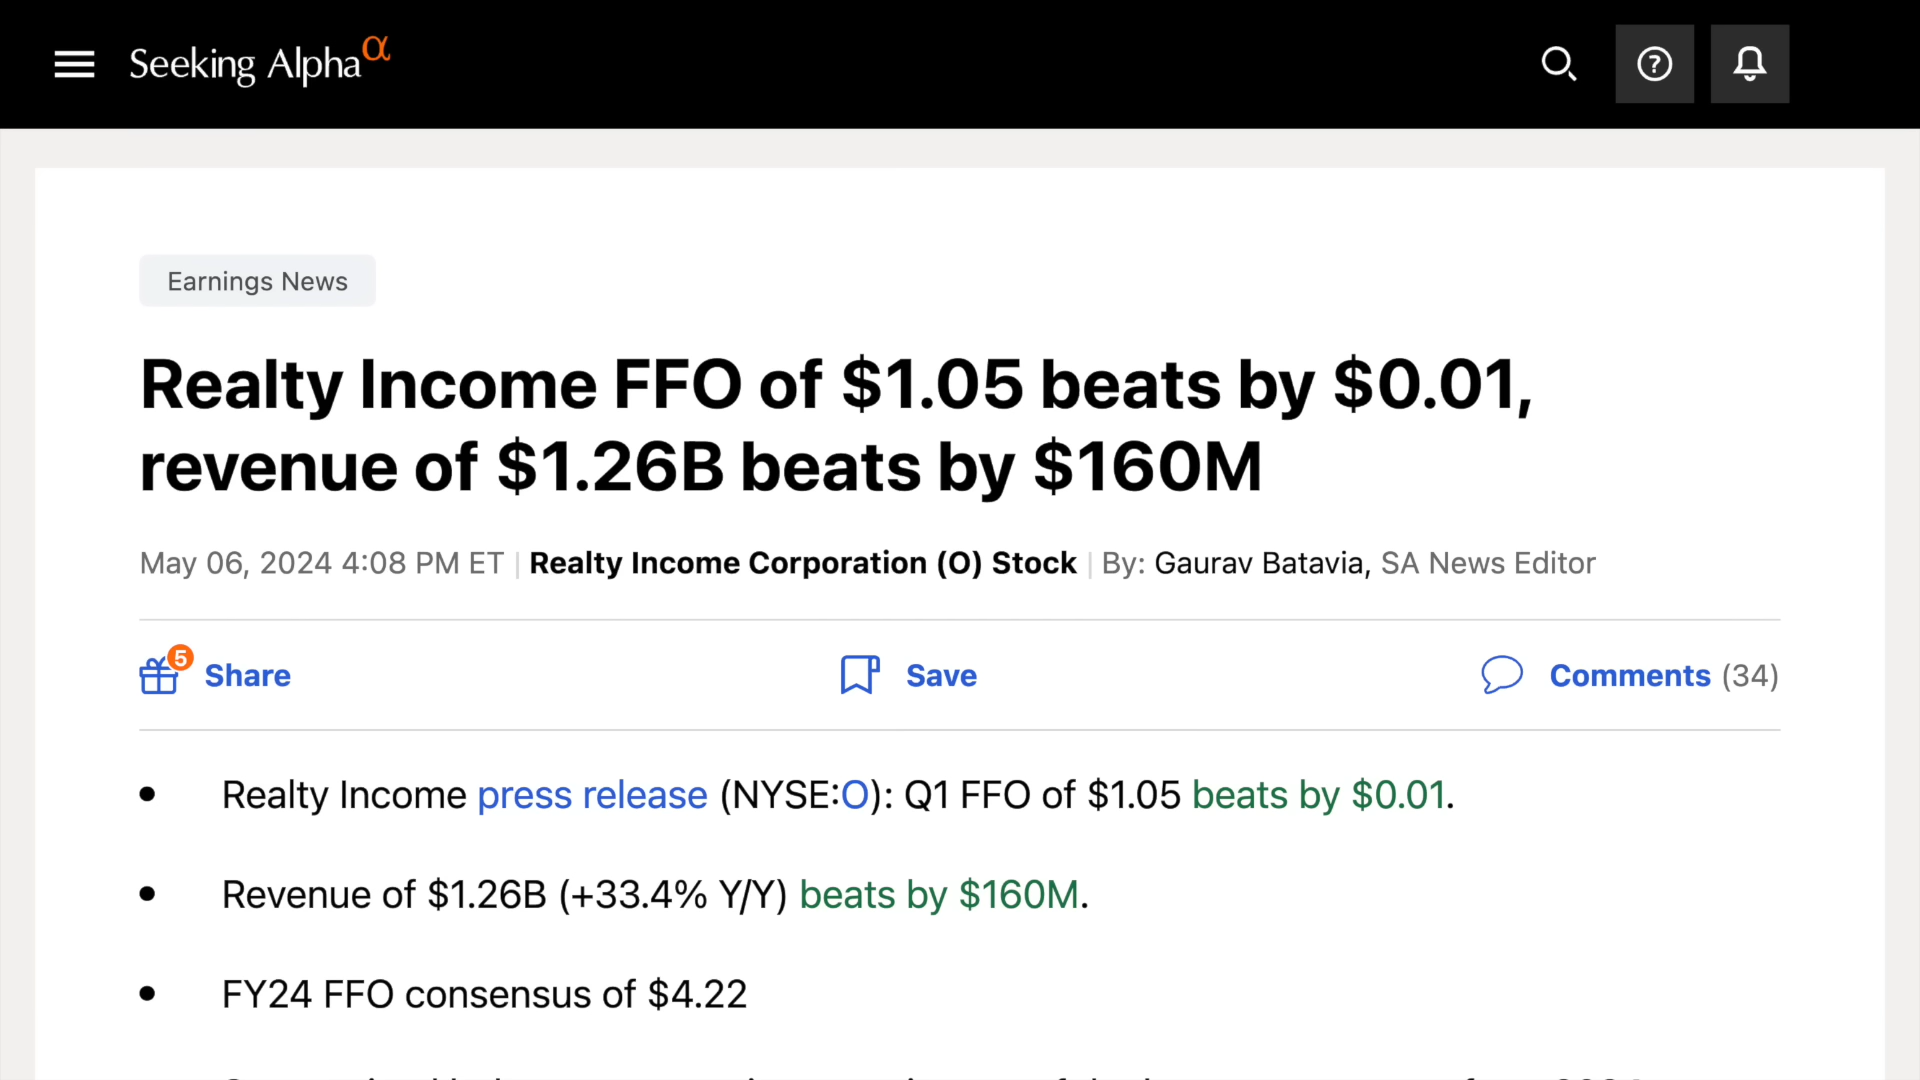 Seeking Alpha α
Earnings News
Realty Income FFO of $1.05 beats by $0.01,
revenue of $1.26B beats by $160M
May 06, 2024 4:08 PM ET | Realty Income Corporation (O) Stock | By: Gaurav Batavia, SA News Editor
5 Share Save Comments (34)
• Realty Income press release (NYSE:O): Q1 FFO of $1.05 beats by $0.01.
• Revenue of $1.26B (+33.4% Y/Y) beats by $160M.
• FY24 FFO consensus of $4.22